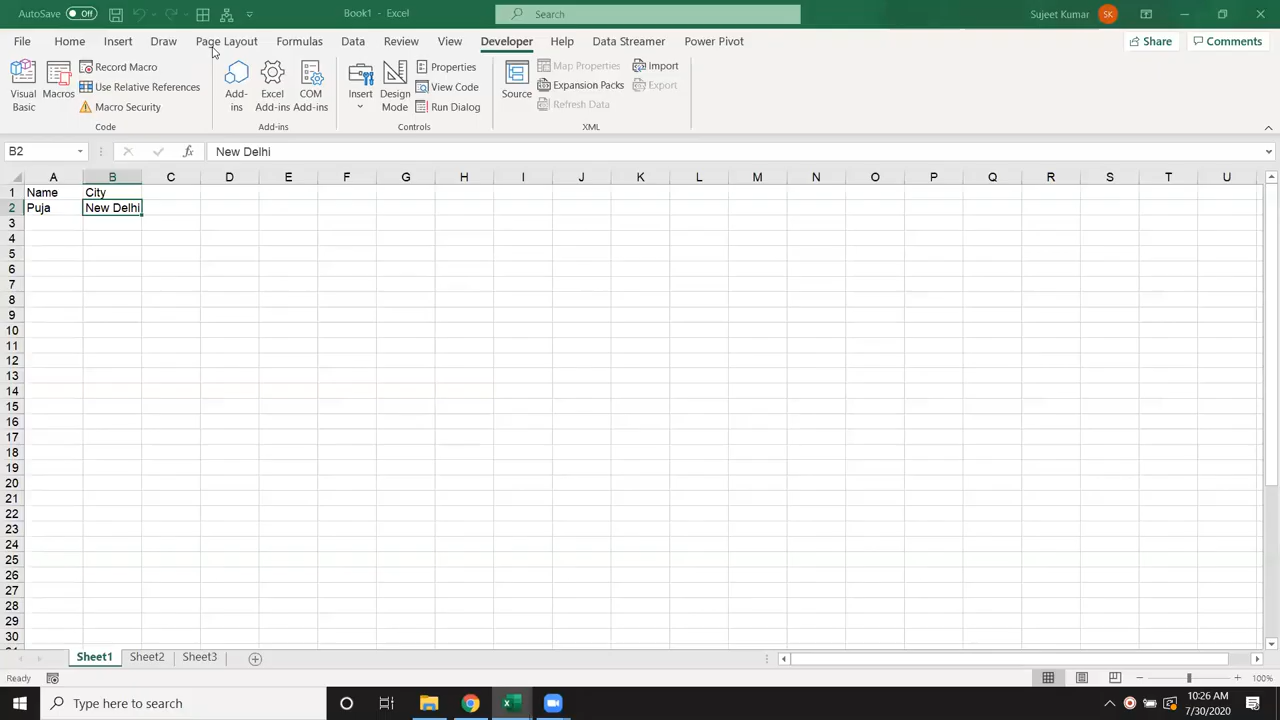 AutoSave Off Book1 - Excel Search Sujeet Kumar SK
File Home Insert Draw Page Layout Formulas Data Review View Developer Help Data Streamer Power Pivot Share Comments
Visual Basic
Macros
Record Macro
Use Relative References
Macro Security
Code
Add-ins
Excel Add-ins
COM Add-ins
Add-ins
Insert
Design Mode
Properties
View Code
Run Dialog
Controls
Source
Map Properties
Expansion Packs
Refresh Data
Import
Export
XML
B2 fx New Delhi
A B C D E F G H I J K L M N O P Q R S T U
1 Name City
2 Puja New Delhi
3
4
5
6
7
8
9
10
11
12
13
14
15
16
17
18
19
20
21
22
23
24
25
26
27
28
29
30
Sheet1 Sheet2 Sheet3
Ready 100%
Type here to search
10:26 AM
7/30/2020